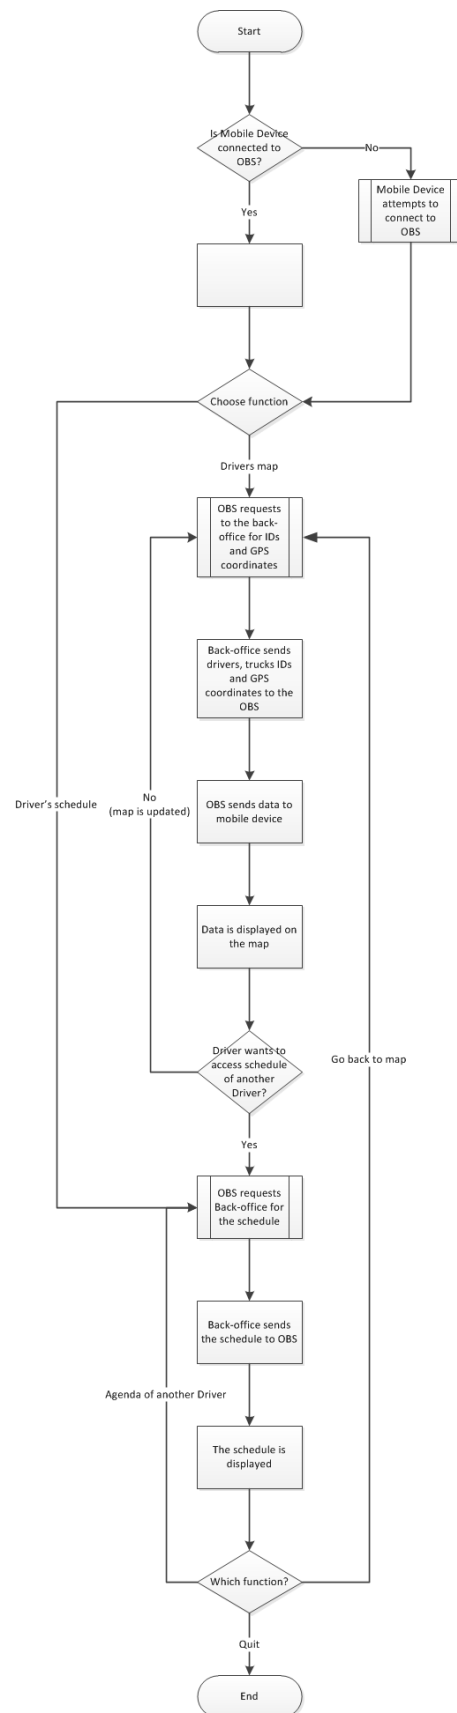 Start
Is Mobile Device
connected to
OBS?
No
Mobile Device
attempts to
connect to
OBS
Yes
Choose function
Drivers map
OBS requests
to the back-
office for IDs
and GPS
coordinates
Back-office sends
drivers, trucks IDs
and GPS
coordinates to the
OBS
No
(map is updated)
Driver's schedule
OBS sends data to
mobile device
Data is displayed on
the map
Driver wants to
access schedule
of another
Driver?
Go back to map
Yes
OBS requests
Back-office for
the schedule
Back-office sends
the schedule to OBS
Agenda of another Driver
The schedule is
displayed
Which function?
Quit
End